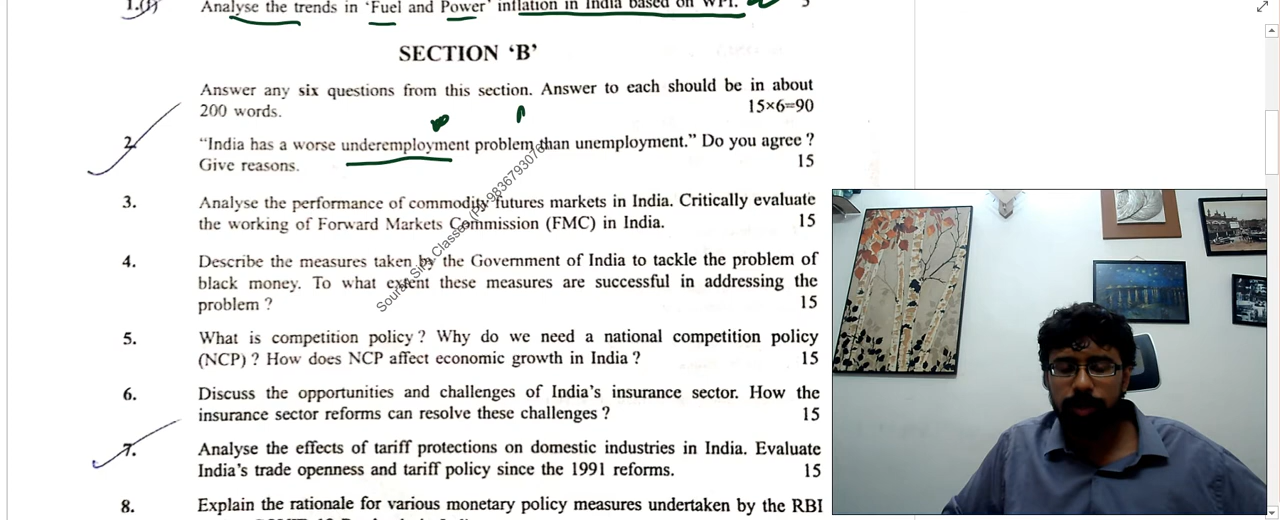 1.(f) Analyse the trends in ‘Fuel and Power’ inflation in India based on WPI. 5
SECTION ‘B’
Answer any six questions from this section. Answer to each should be in about
200 words. 15×6=90
2. “India has a worse underemployment problem than unemployment.” Do you agree ?
Give reasons. 15
3. Analyse the performance of commodity futures markets in India. Critically evaluate
the working of Forward Markets Commission (FMC) in India. 15
4. Describe the measures taken by the Government of India to tackle the problem of
black money. To what extent these measures are successful in addressing the
problem ? 15
5. What is competition policy ? Why do we need a national competition policy
(NCP) ? How does NCP affect economic growth in India ? 15
6. Discuss the opportunities and challenges of India’s insurance sector. How the
insurance sector reforms can resolve these challenges ? 15
7. Analyse the effects of tariff protections on domestic industries in India. Evaluate
India’s trade openness and tariff policy since the 1991 reforms. 15
8. Explain the rationale for various monetary policy measures undertaken by the RBI